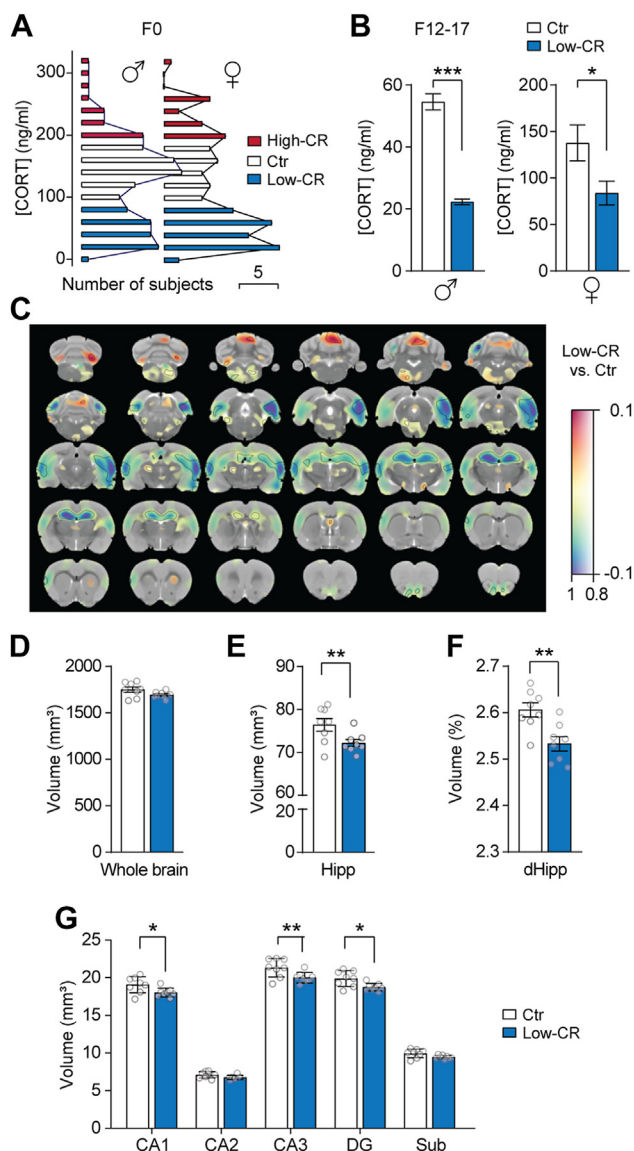 A
F0
[CORT] (ng/ml)
300
200
100
0
♂
♀
High-CR
Ctr
Low-CR
Number of subjects
5
B
F12-17
Ctr
Low-CR
[CORT] (ng/ml)
60
40
20
0
***
♂
[CORT] (ng/ml)
200
150
100
50
0
*
♀
C
Low-CR
vs. Ctr
0.1
-0.1
1 0.8
D
Volume (mm³)
2000
1500
1000
500
0
Whole brain
E
Volume (mm³)
90
80
70
60
20
0
**
Hipp
F
Volume (%)
2.7
2.6
2.5
2.3
**
dHipp
G
Volume (mm³)
25
20
15
10
5
0
*
**
*
CA1 CA2 CA3 DG Sub
Ctr
Low-CR